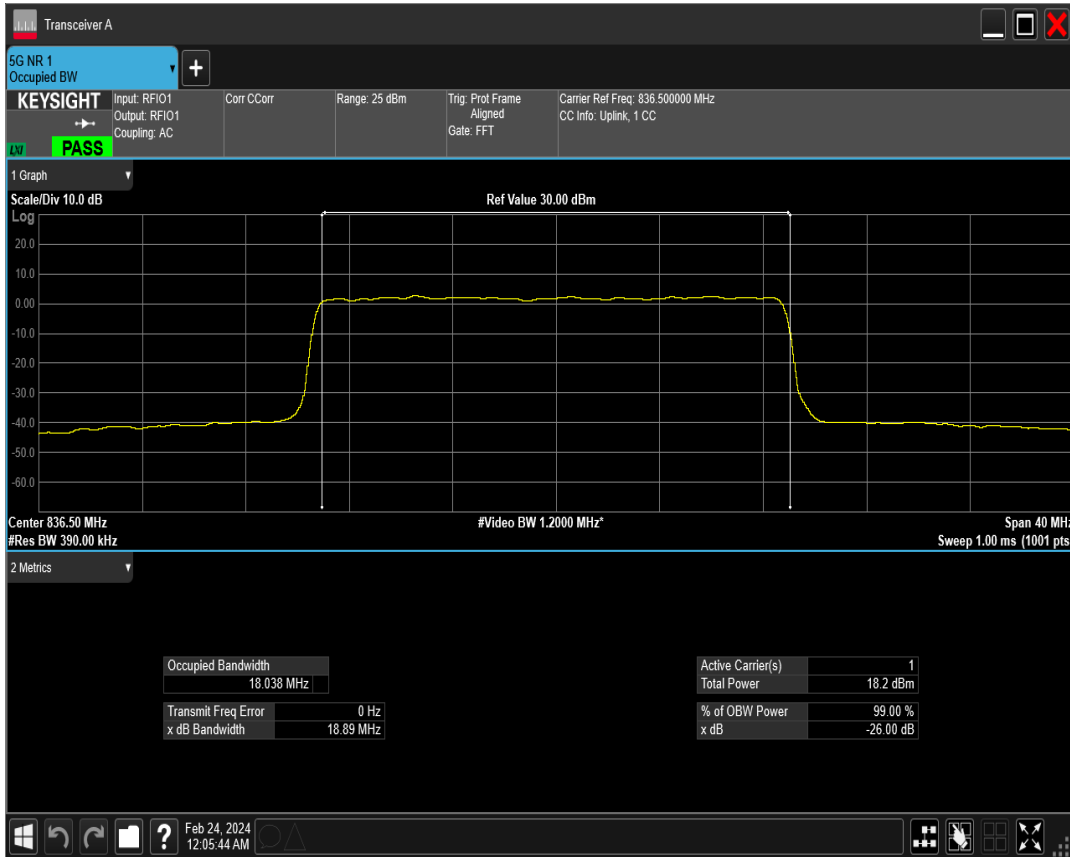 Transceiver A
5G NR 1
Occupied BW
+
KEYSIGHT
LXI
PASS
Input: RFIO1
Output: RFIO1
Coupling: AC
Corr CCorr
Range: 25 dBm
Trig: Prot Frame
Aligned
Gate: FFT
Carrier Ref Freq: 836.500000 MHz
CC Info: Uplink, 1 CC
1 Graph
Scale/Div 10.0 dB
Ref Value 30.00 dBm
Log
20.0
10.0
0.00
-10.0
-20.0
-30.0
-40.0
-50.0
-60.0
Center 836.50 MHz
#Video BW 1.2000 MHz*
Span 40 MHz
#Res BW 390.00 kHz
Sweep 1.00 ms (1001 pts
2 Metrics
Occupied Bandwidth
18.038 MHz
Transmit Freq Error 0 Hz
x dB Bandwidth 18.89 MHz
Active Carrier(s) 1
Total Power 18.2 dBm
% of OBW Power 99.00 %
x dB -26.00 dB
?
Feb 24, 2024
12:05:44 AM